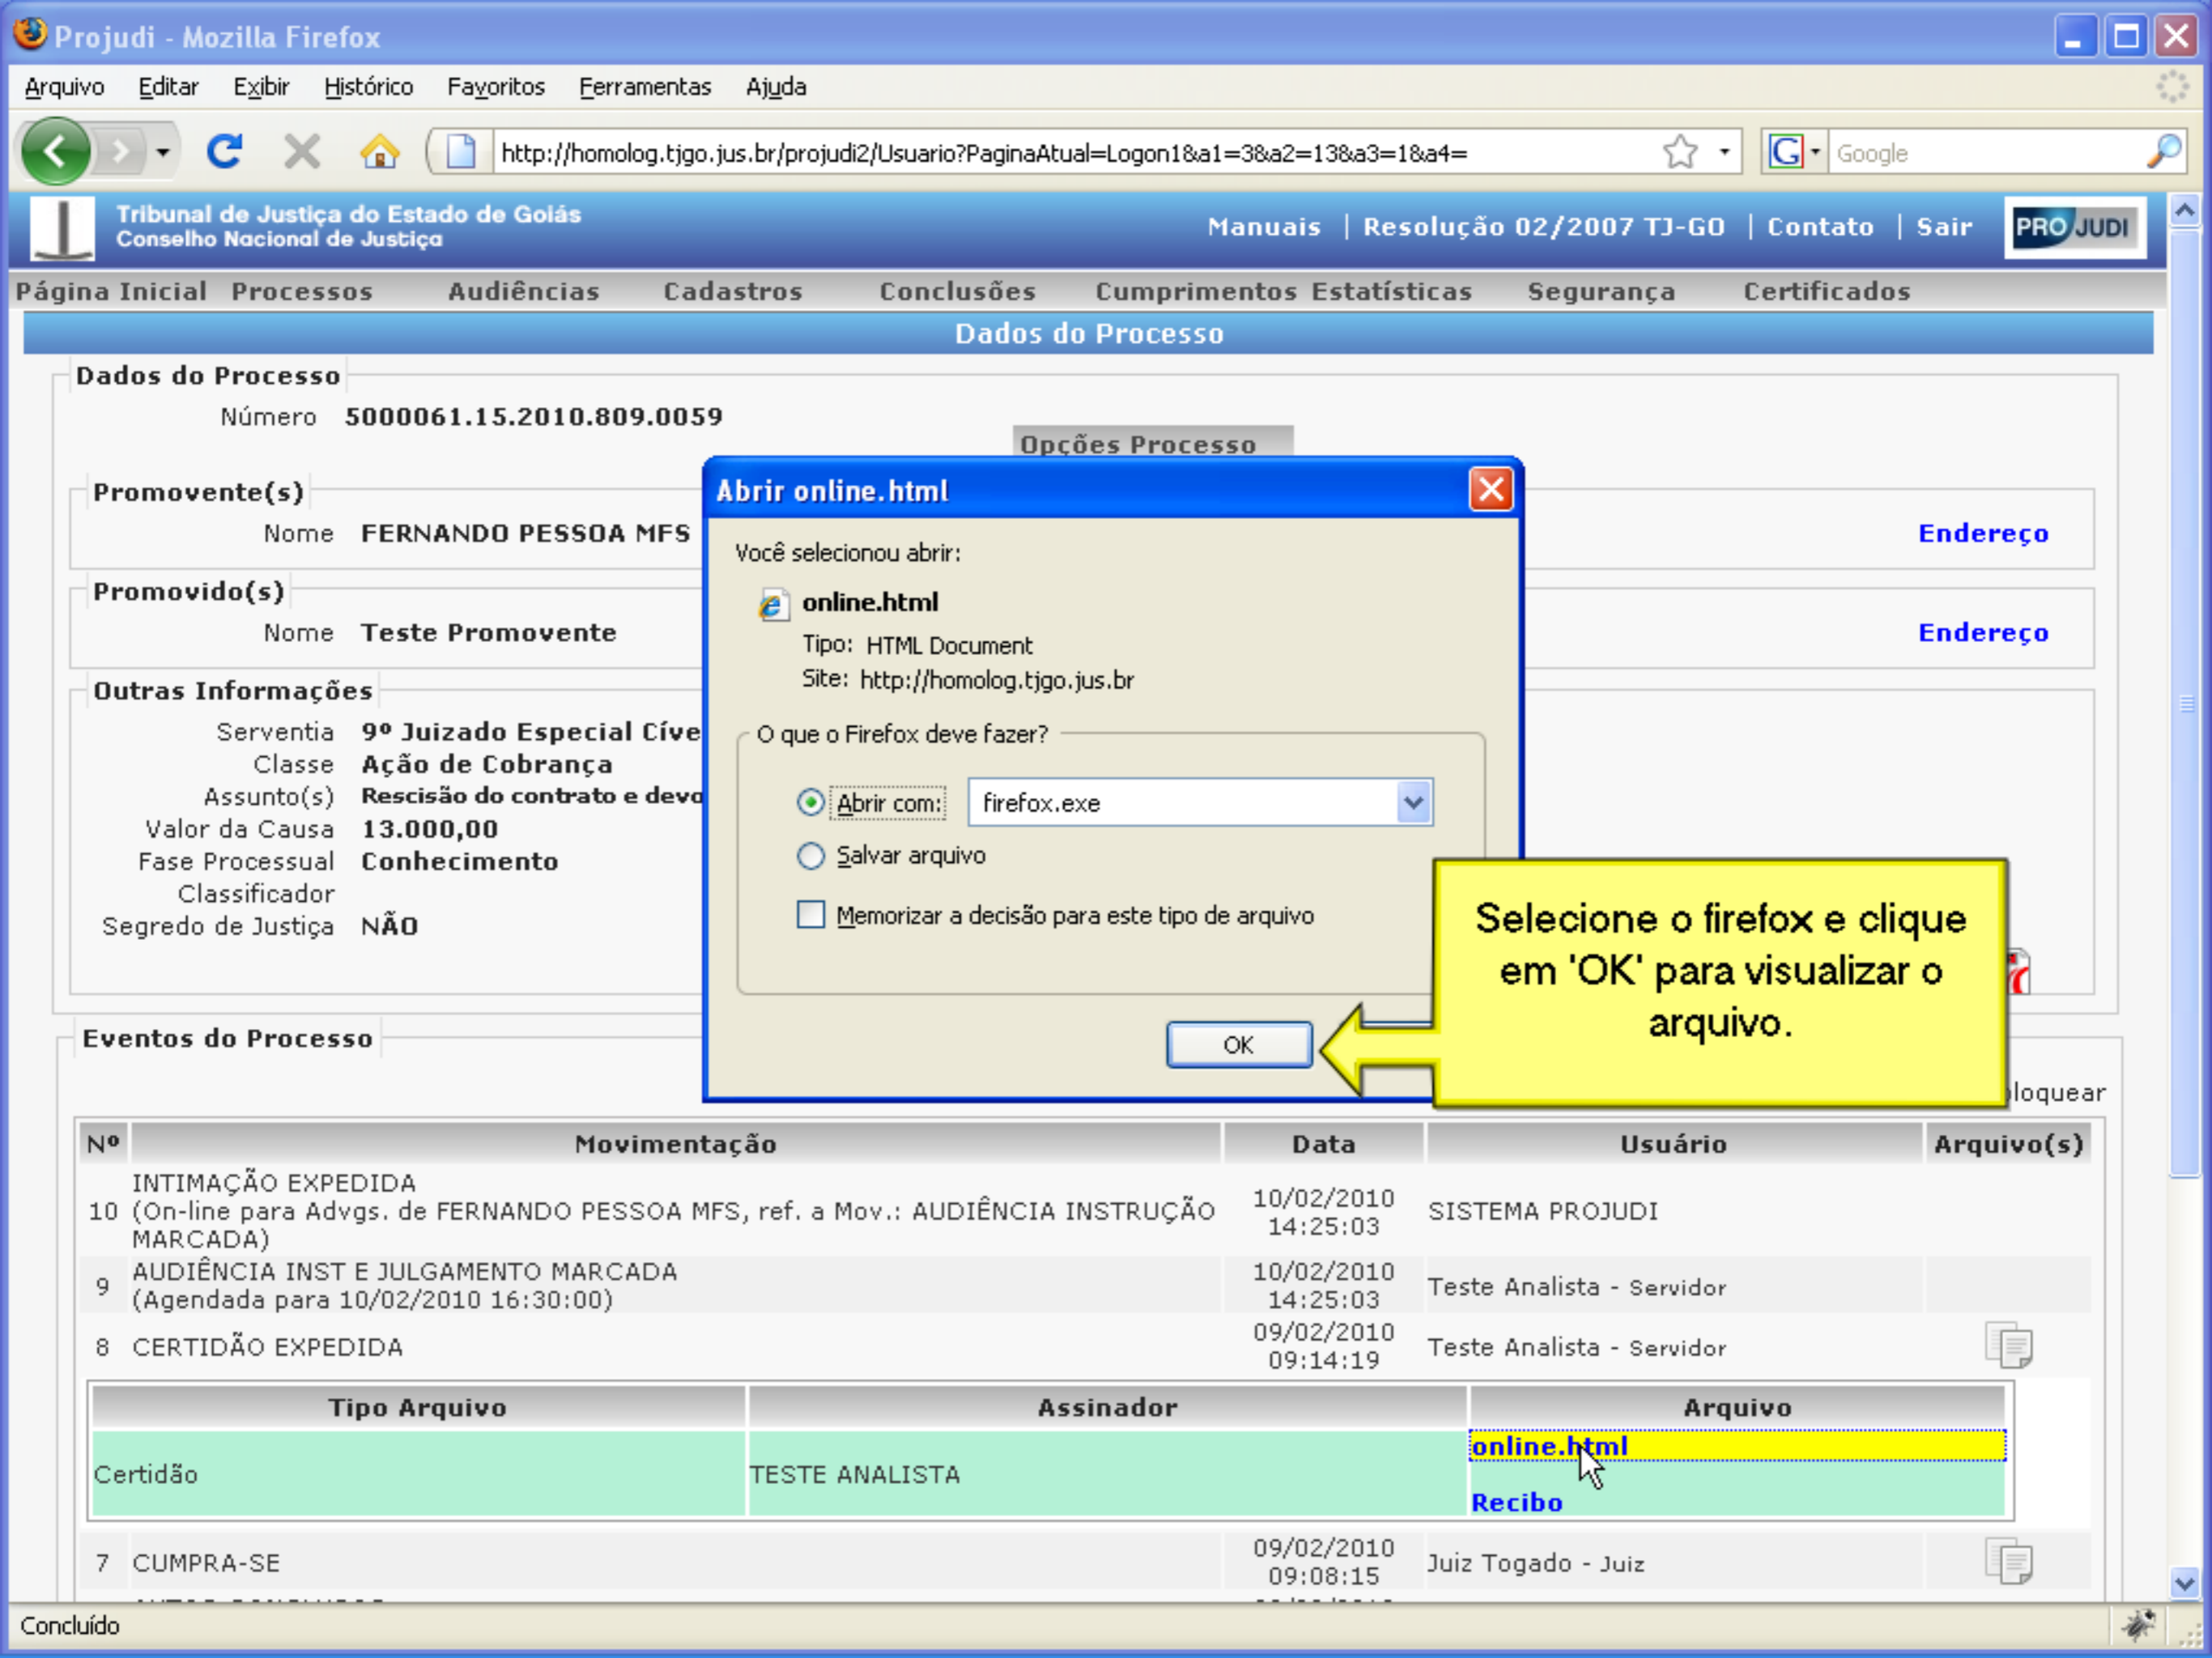 Projudi - Mozilla Firefox
Arquivo Editar Exibir Histórico Favoritos Ferramentas Ajuda
http://homolog.tjgo.jus.br/projudi2/Usuario?PaginaAtual=Logon1&a1=3&a2=13&a3=1&a4=
Google
Tribunal de Justiça do Estado de Goiás
Conselho Nacional de Justiça
Manuais | Resolução 02/2007 TJ-GO | Contato | Sair
PROJUDI
Página Inicial Processos Audiências Cadastros Conclusões Cumprimentos Estatísticas Segurança Certificados
Dados do Processo
Dados do Processo
Número 5000061.15.2010.809.0059
Opções Processo
Promovente(s)
Nome FERNANDO PESSOA MFS
Endereço
Promovido(s)
Nome Teste Promovente
Endereço
Outras Informações
Serventia 9º Juizado Especial Cíve
Classe Ação de Cobrança
Assunto(s) Rescisão do contrato e devo
Valor da Causa 13.000,00
Fase Processual Conhecimento
Classificador
Segredo de Justiça NÃO
Abrir online.html
Você selecionou abrir:
online.html
Tipo: HTML Document
Site: http://homolog.tjgo.jus.br
O que o Firefox deve fazer?
Abrir com: firefox.exe
Salvar arquivo
Memorizar a decisão para este tipo de arquivo
OK
Selecione o firefox e clique
em 'OK' para visualizar o
arquivo.
Eventos do Processo
loquear
Nº Movimentação Data Usuário Arquivo(s)
10 INTIMAÇÃO EXPEDIDA
(On-line para Advgs. de FERNANDO PESSOA MFS, ref. a Mov.: AUDIÊNCIA INSTRUÇÃO
MARCADA)
10/02/2010
14:25:03
SISTEMA PROJUDI
9 AUDIÊNCIA INST E JULGAMENTO MARCADA
(Agendada para 10/02/2010 16:30:00)
10/02/2010
14:25:03
Teste Analista - Servidor
8 CERTIDÃO EXPEDIDA
09/02/2010
09:14:19
Teste Analista - Servidor
Tipo Arquivo Assinador Arquivo
Certidão TESTE ANALISTA
online.html
Recibo
7 CUMPRA-SE
09/02/2010
09:08:15
Juiz Togado - Juiz
Concluído